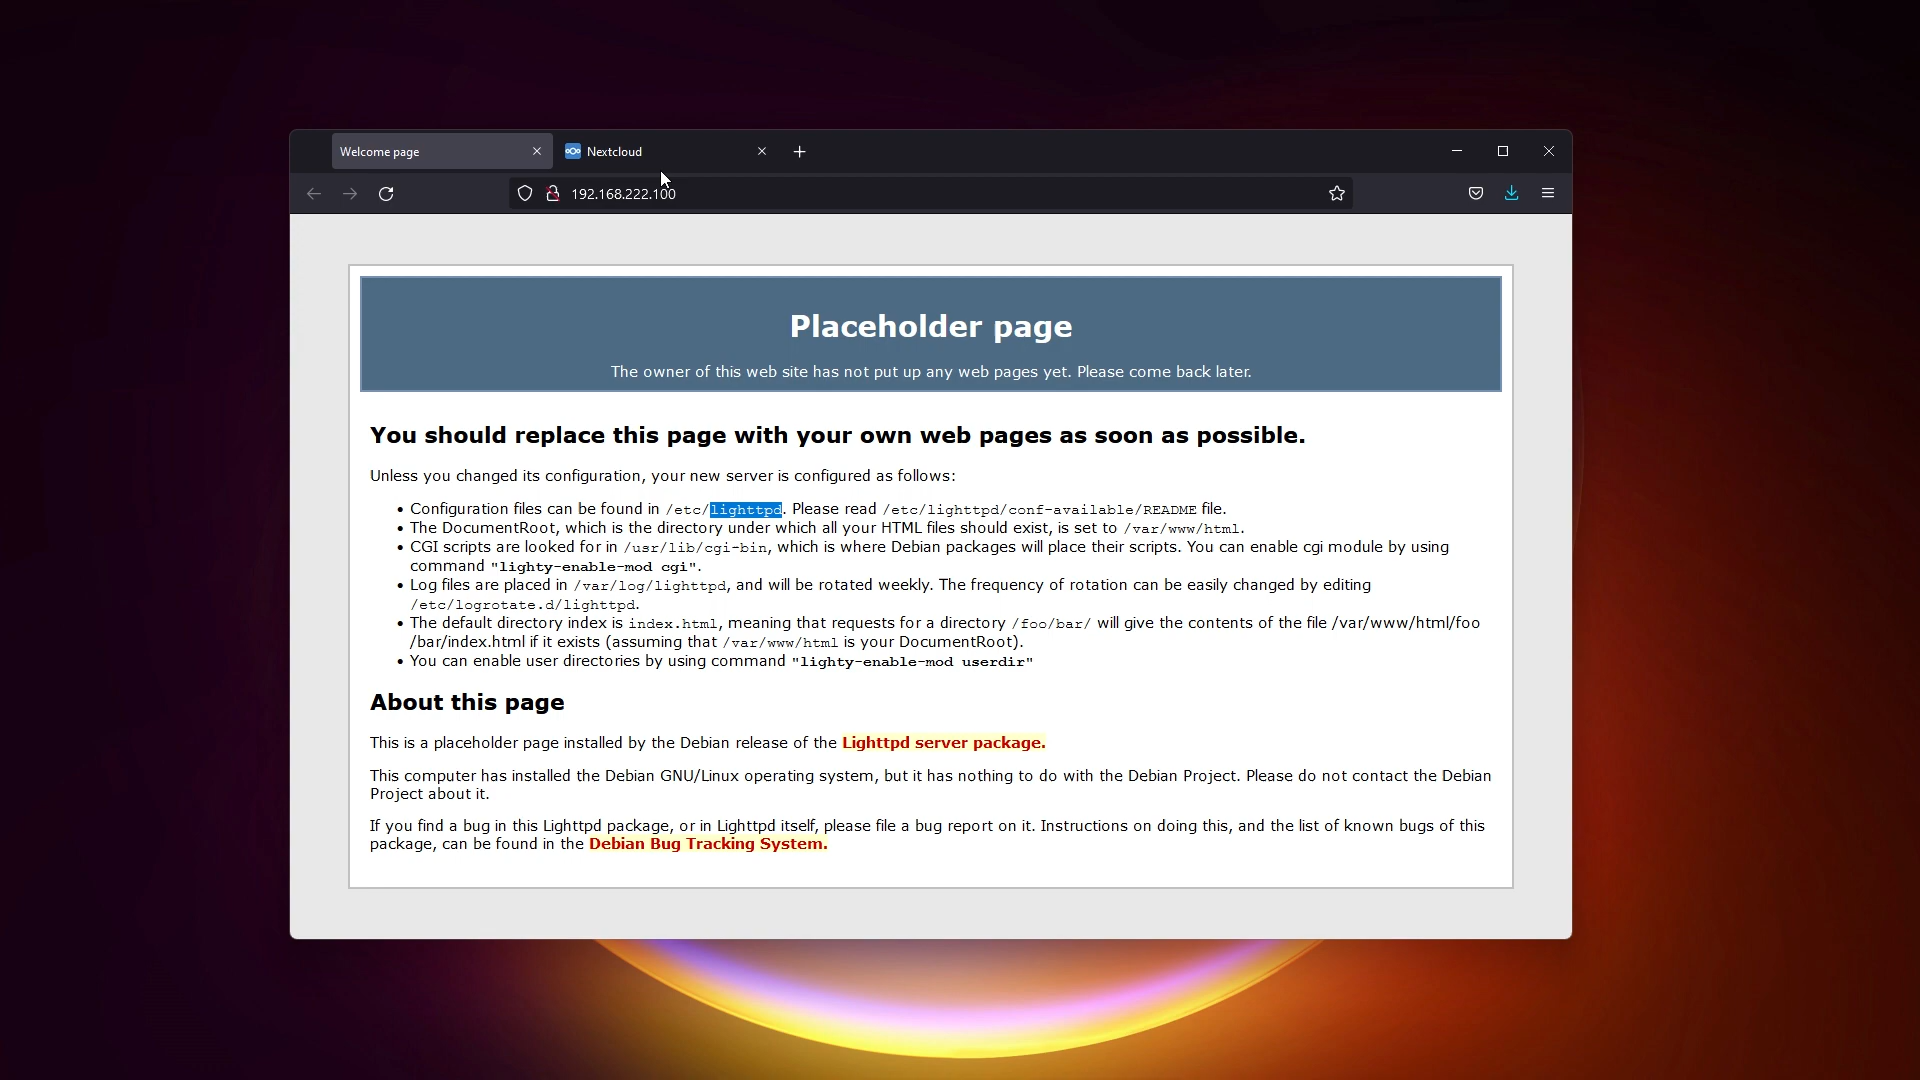 Welcome page
Nextcloud
192.168.222.100
Placeholder page
The owner of this web site has not put up any web pages yet. Please come back later.
You should replace this page with your own web pages as soon as possible.
Unless you changed its configuration, your new server is configured as follows:
• Configuration files can be found in /etc/lighttpd. Please read /etc/lighttpd/conf-available/README file.
• The DocumentRoot, which is the directory under which all your HTML files should exist, is set to /var/www/html.
• CGI scripts are looked for in /usr/lib/cgi-bin, which is where Debian packages will place their scripts. You can enable cgi module by using
command "lighty-enable-mod cgi".
• Log files are placed in /var/log/lighttpd, and will be rotated weekly. The frequency of rotation can be easily changed by editing
/etc/logrotate.d/lighttpd.
• The default directory index is index.html, meaning that requests for a directory /foo/bar/ will give the contents of the file /var/www/html/foo
/bar/index.html if it exists (assuming that /var/www/html is your DocumentRoot).
• You can enable user directories by using command "lighty-enable-mod userdir"
About this page
This is a placeholder page installed by the Debian release of the Lighttpd server package.
This computer has installed the Debian GNU/Linux operating system, but it has nothing to do with the Debian Project. Please do not contact the Debian
Project about it.
If you find a bug in this Lighttpd package, or in Lighttpd itself, please file a bug report on it. Instructions on doing this, and the list of known bugs of this
package, can be found in the Debian Bug Tracking System.